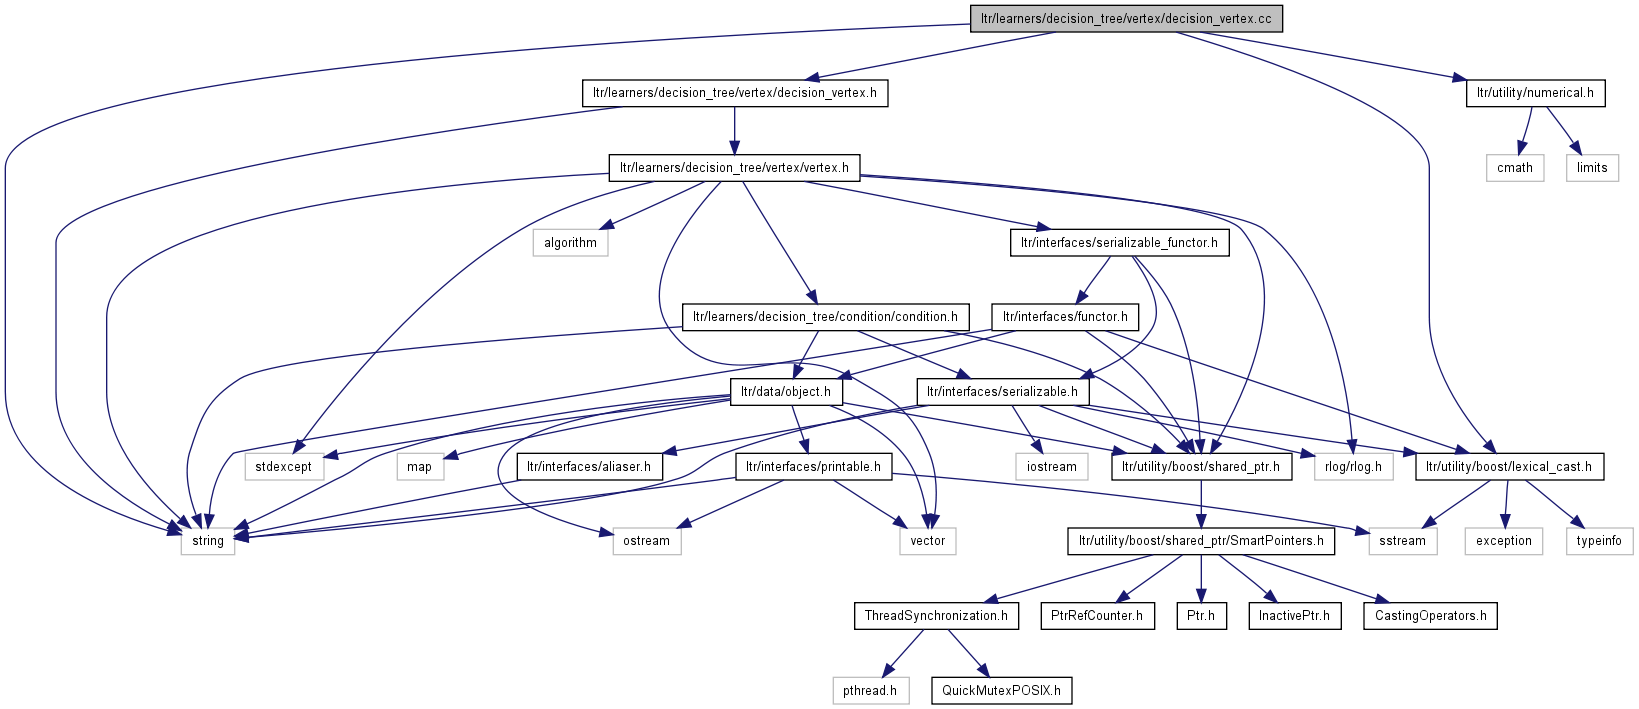 ltr/learners/decision_tree/vertex/decision_vertex.cc
ltr/learners/decision_tree/vertex/decision_vertex.h
ltr/utility/numerical.h
ltr/learners/decision_tree/vertex/vertex.h
cmath
limits
algorithm
ltr/interfaces/serializable_functor.h
ltr/learners/decision_tree/condition/condition.h
ltr/interfaces/functor.h
ltr/data/object.h
ltr/interfaces/serializable.h
stdexcept
map
ltr/interfaces/aliaser.h
ltr/interfaces/printable.h
iostream
ltr/utility/boost/shared_ptr.h
rlog/rlog.h
ltr/utility/boost/lexical_cast.h
string
ostream
vector
ltr/utility/boost/shared_ptr/SmartPointers.h
sstream
exception
typeinfo
ThreadSynchronization.h
PtrRefCounter.h
Ptr.h
InactivePtr.h
CastingOperators.h
pthread.h
QuickMutexPOSIX.h